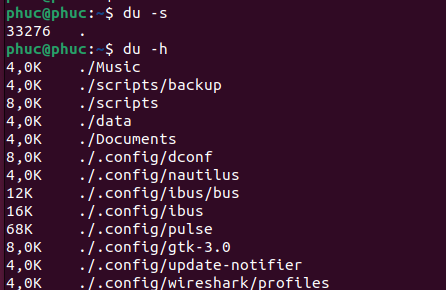 phuc@phuc:~$ du -s
33276 .
phuc@phuc:~$ du -h
4,0K ./Music
4,0K ./scripts/backup
8,0K ./scripts
4,0K ./data
4,0K ./Documents
8,0K ./.config/dconf
4,0K ./.config/nautilus
12K ./.config/ibus/bus
16K ./.config/ibus
68K ./.config/pulse
8,0K ./.config/gtk-3.0
4,0K ./.config/update-notifier
4,0K ./.config/wireshark/profiles